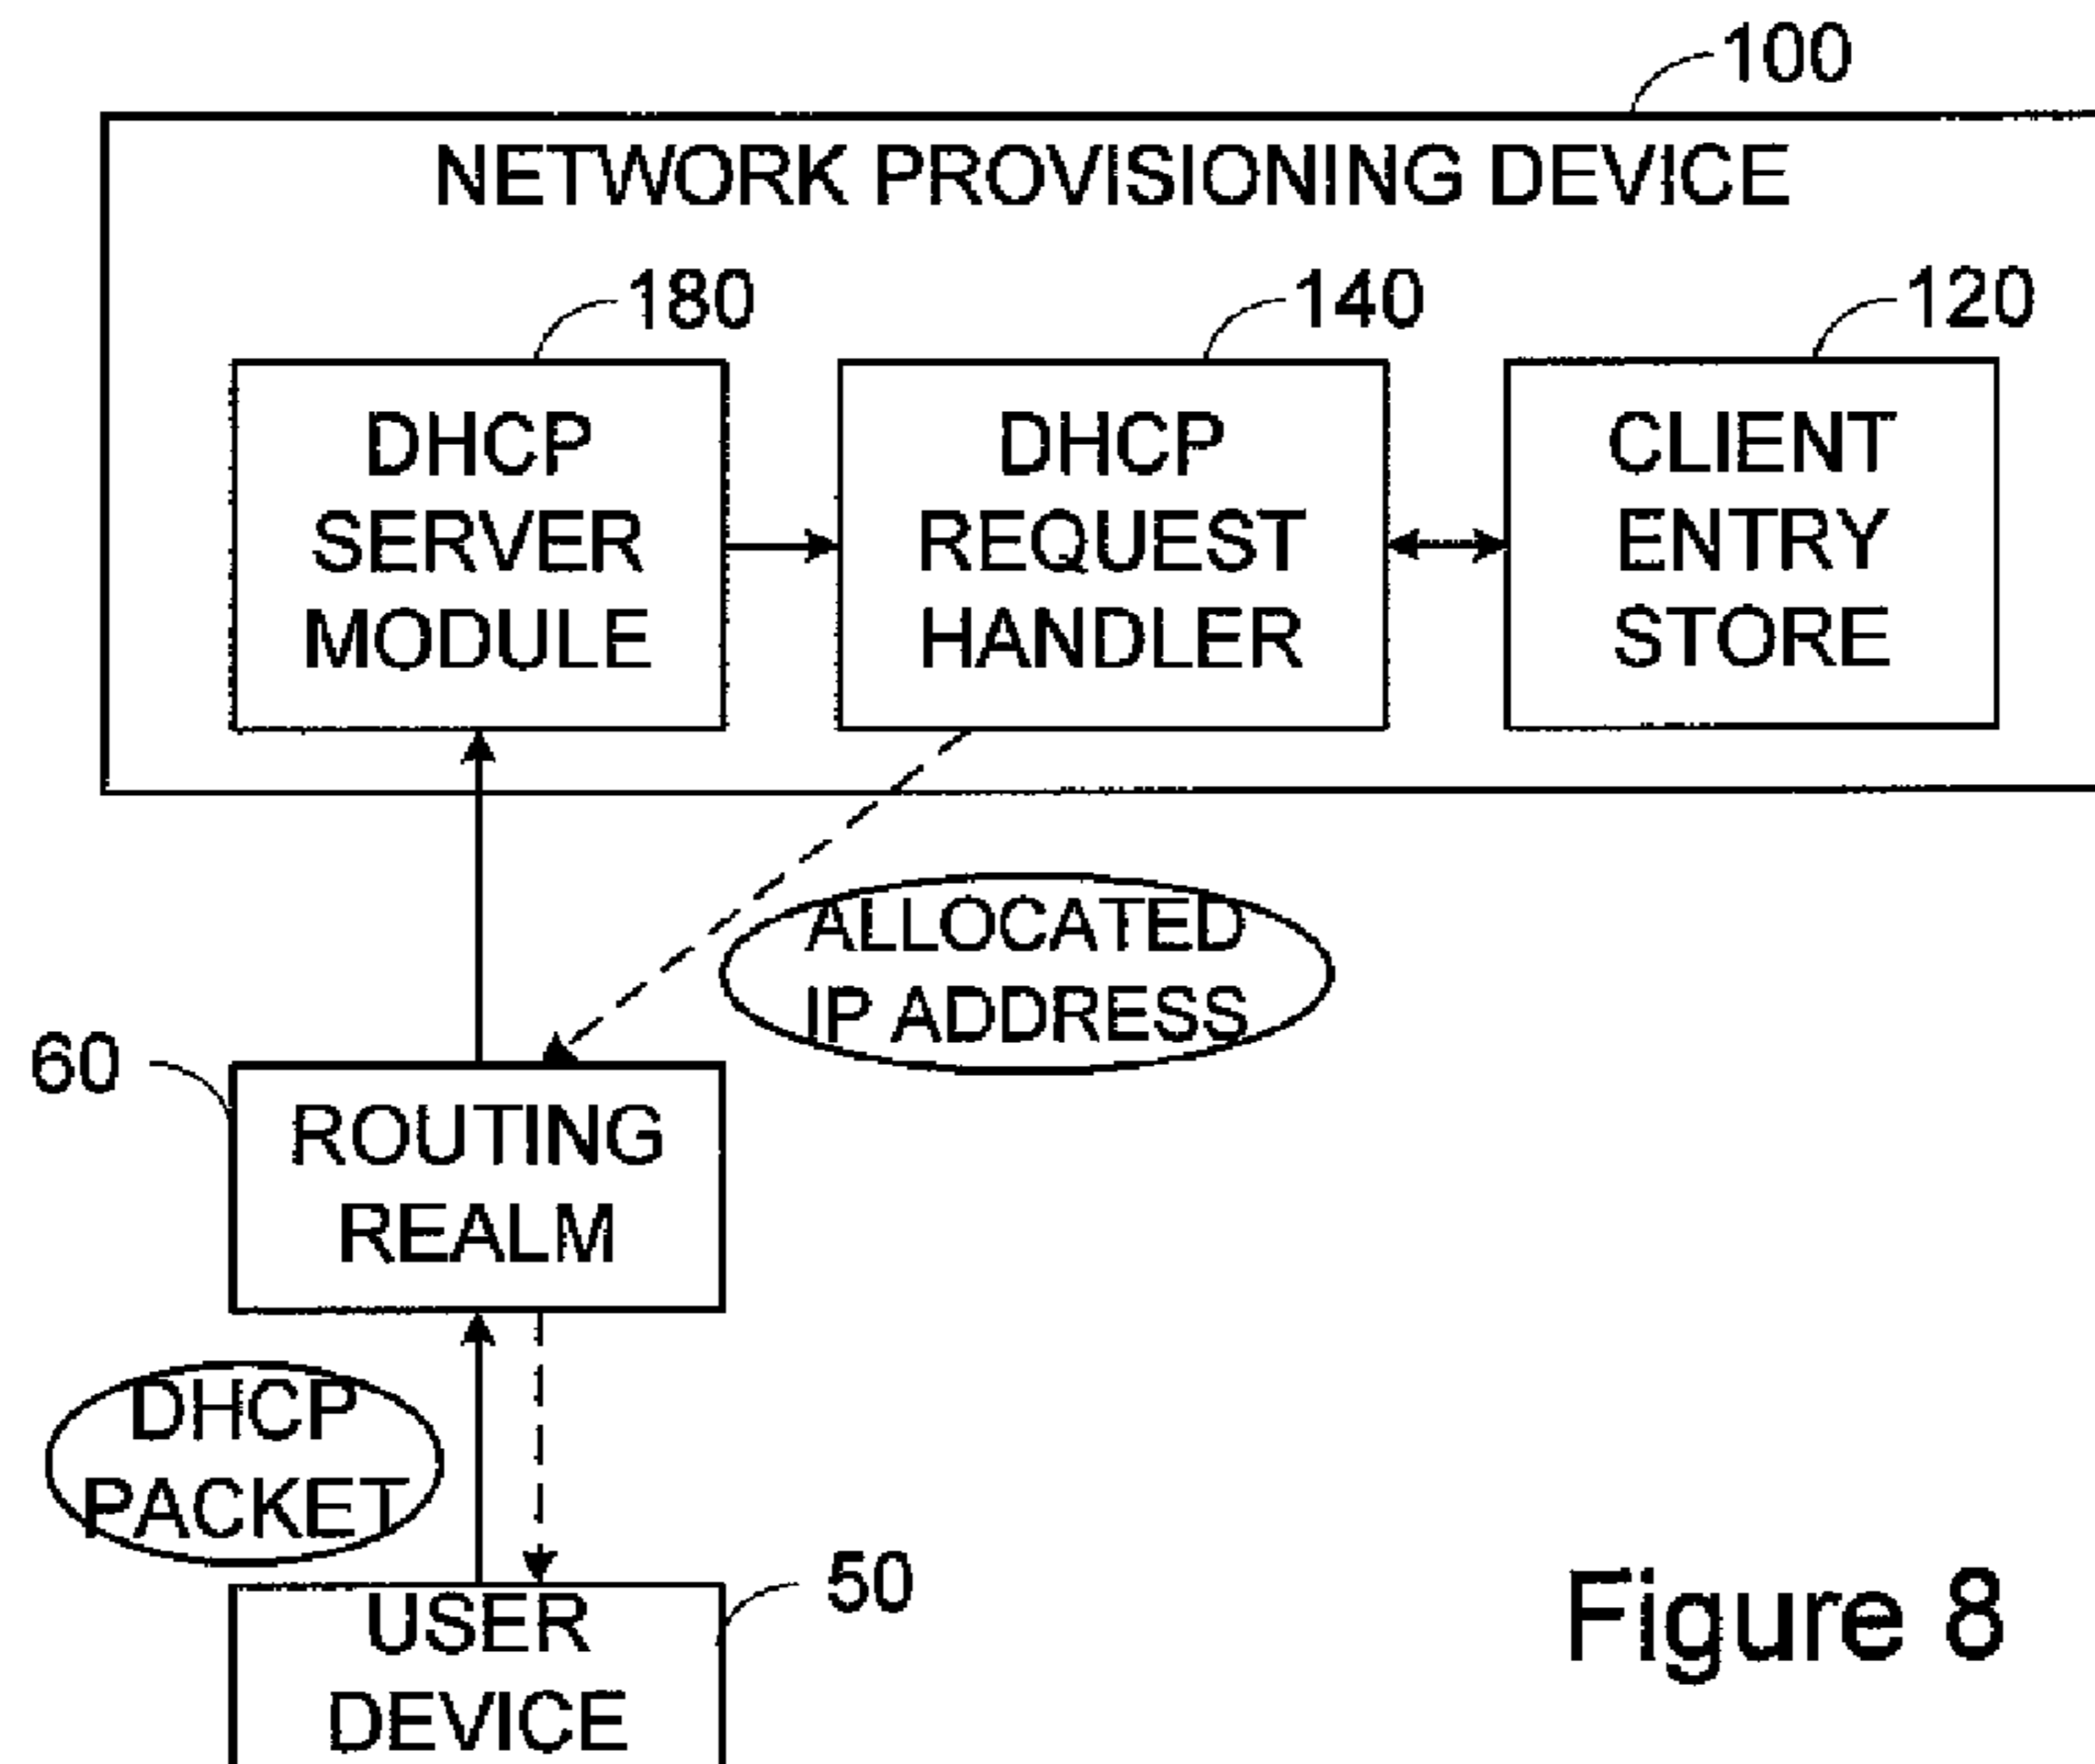 100
NETWORK PROVISIONING DEVICE
180
140
120
DHCP
SERVER
MODULE
DHCP
REQUEST
HANDLER
CLIENT
ENTRY
STORE
ALLOCATED
IP ADDRESS
60
ROUTING
REALM
DHCP
PACKET
50
USER
DEVICE
Figure 8